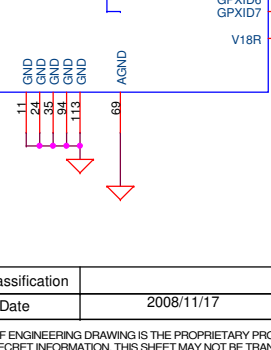 GPXID6
GPXID7
V18R
GND
GND
GND
GND
GND
AGND
11
24
35
94
113
69
assification
Date
2008/11/17
F ENGINEERING DRAWING IS THE PROPRIETARY PRO
ECRET INFORMATION. THIS SHEET MAY NOT BE TRAN